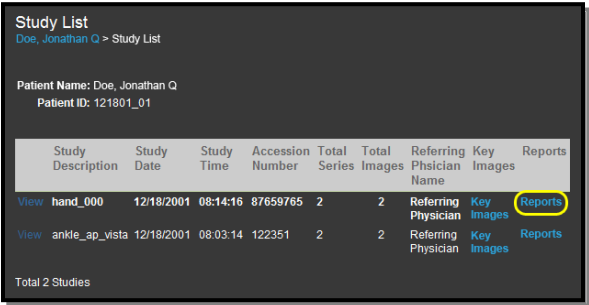 Study List
Doe, Jonathan Q > Study List
Patient Name: Doe, Jonathan Q
Patient ID: 121801_01
Study Description Study Date Study Time Accession Number Total Series Total Images Referring Phsician Name Key Images Reports
View hand_000 12/18/2001 08:14:16 87659765 2 2 Referring Physician Key Images Reports
View ankle_ap_vista 12/18/2001 08:03:14 122351 2 2 Referring Physician Key Images Reports
Total 2 Studies